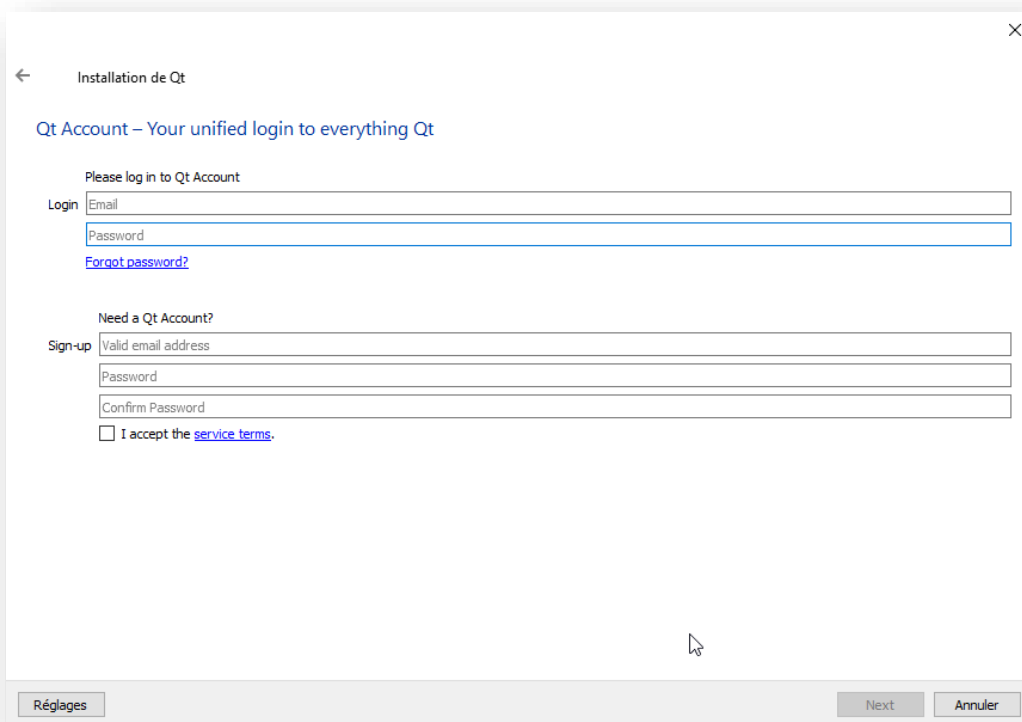 Installation de Qt
Qt Account – Your unified login to everything Qt
Please log in to Qt Account
Login Email
Password
Forgot password?
Need a Qt Account?
Sign-up Valid email address
Password
Confirm Password
I accept the service terms.
Réglages Next Annuler